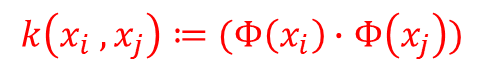 k(xᵢ , xⱼ) ≔ (Φ(xᵢ) · Φ(xⱼ))